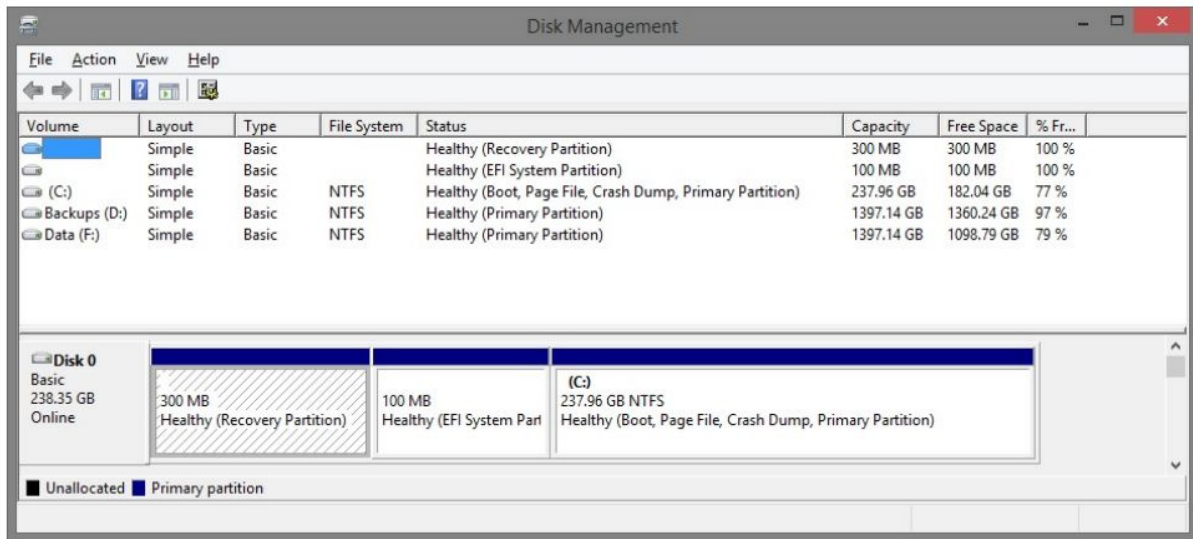 Disk Management
File Action View Help
Volume Layout Type File System Status Capacity Free Space % Fr...
Simple Basic Healthy (Recovery Partition) 300 MB 300 MB 100 %
Simple Basic Healthy (EFI System Partition) 100 MB 100 MB 100 %
(C:) Simple Basic NTFS Healthy (Boot, Page File, Crash Dump, Primary Partition) 237.96 GB 182.04 GB 77 %
Backups (D:) Simple Basic NTFS Healthy (Primary Partition) 1397.14 GB 1360.24 GB 97 %
Data (F:) Simple Basic NTFS Healthy (Primary Partition) 1397.14 GB 1098.79 GB 79 %
Disk 0
Basic
238.35 GB
Online
300 MB
Healthy (Recovery Partition)
100 MB
Healthy (EFI System Part
(C:)
237.96 GB NTFS
Healthy (Boot, Page File, Crash Dump, Primary Partition)
Unallocated Primary partition